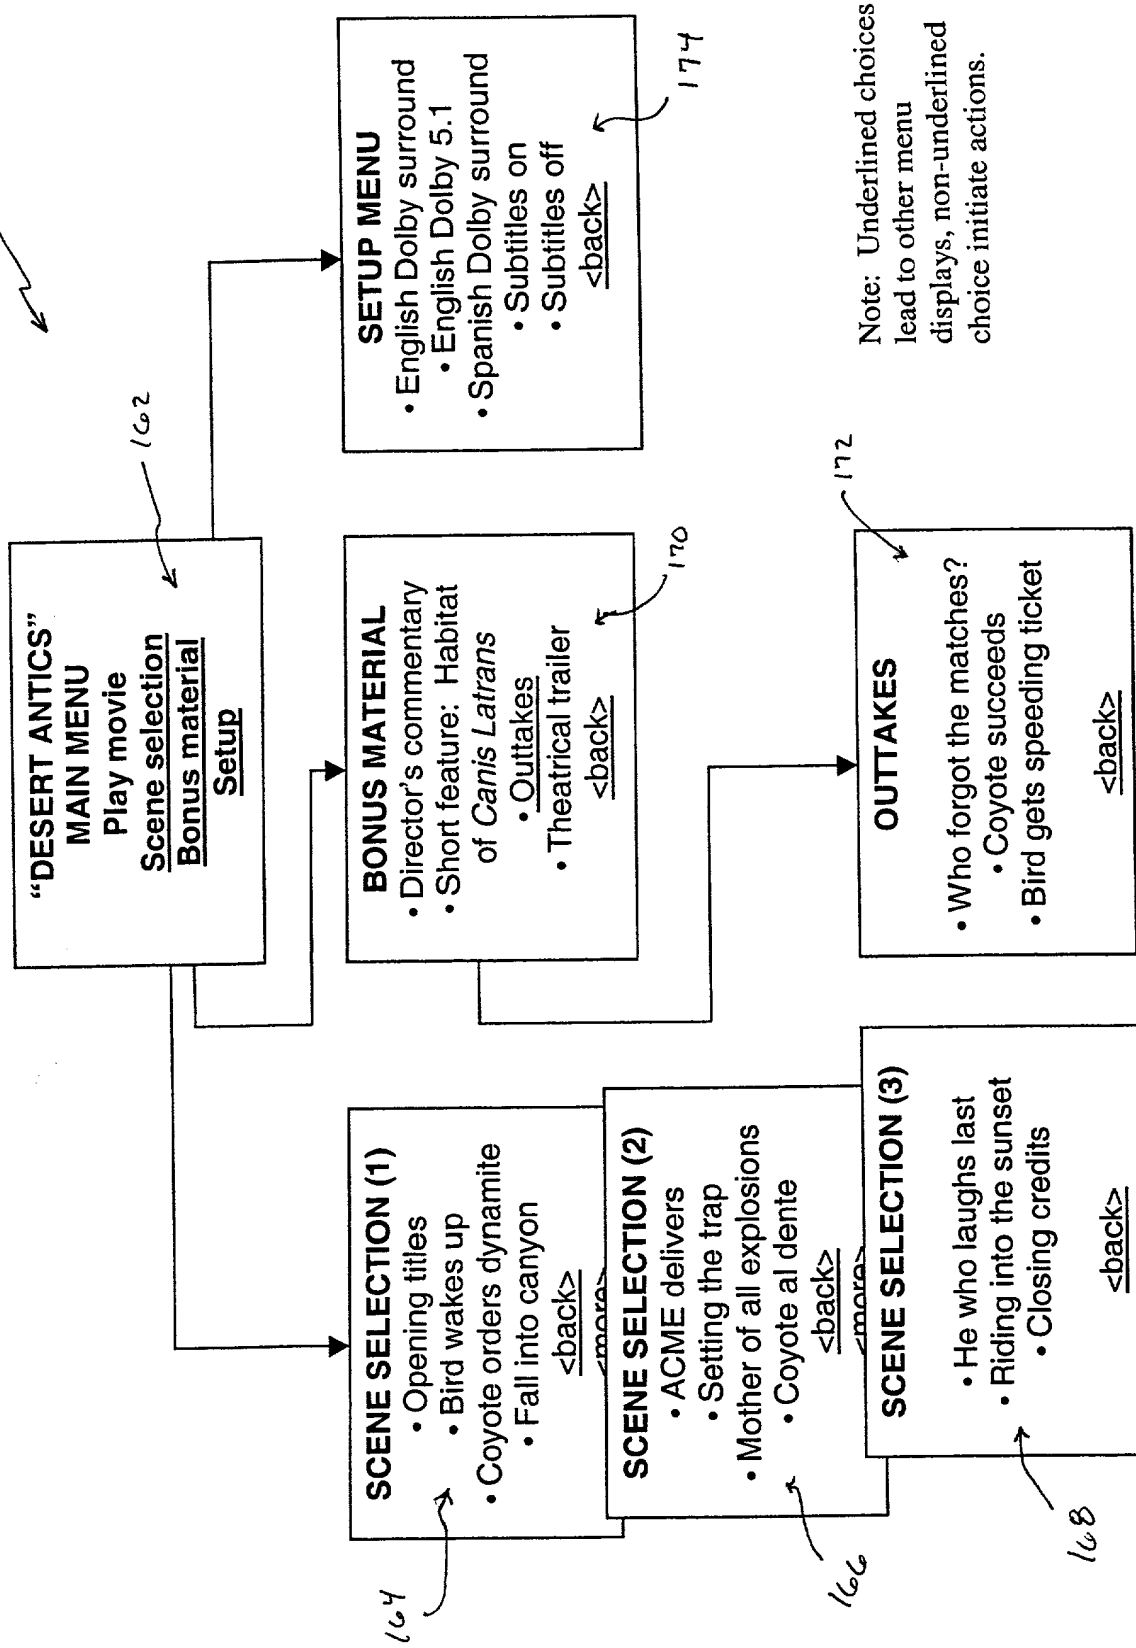 “DESERT ANTICS”
MAIN MENU
Play movie
Scene selection
Bonus material
Setup
162
SCENE SELECTION (1)
• Opening titles
• Bird wakes up
• Coyote orders dynamite
• Fall into canyon
<back>
<more>
164
SCENE SELECTION (2)
• ACME delivers
• Setting the trap
• Mother of all explosions
• Coyote al dente
<back>
<more>
166
SCENE SELECTION (3)
• He who laughs last
• Riding into the sunset
• Closing credits
<back>
168
BONUS MATERIAL
• Director's commentary
• Short feature: Habitat
of Canis Latrans
• Outtakes
• Theatrical trailer
<back>
170
OUTTAKES
• Who forgot the matches?
• Coyote succeeds
• Bird gets speeding ticket
<back>
172
SETUP MENU
• English Dolby surround
• English Dolby 5.1
• Spanish Dolby surround
• Subtitles on
• Subtitles off
<back>
174
Note: Underlined choices
lead to other menu
displays, non-underlined
choice initiate actions.